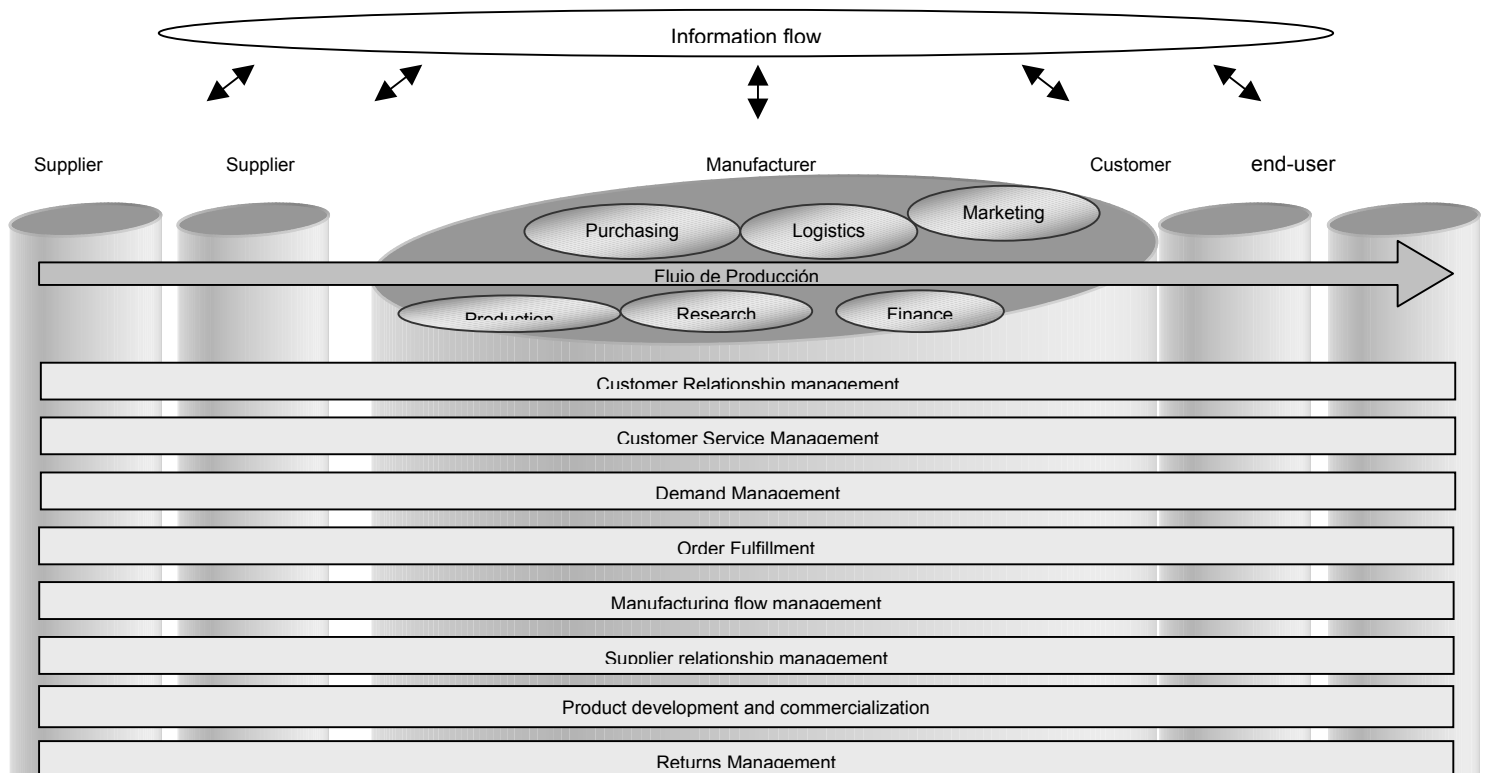 Information flow
Supplier
Supplier
Manufacturer
Customer
end-user
Purchasing
Logistics
Marketing
Flujo de Producción
Production
Research
Finance
Customer Relationship management
Customer Service Management
Demand Management
Order Fulfillment
Manufacturing flow management
Supplier relationship management
Product development and commercialization
Returns Management